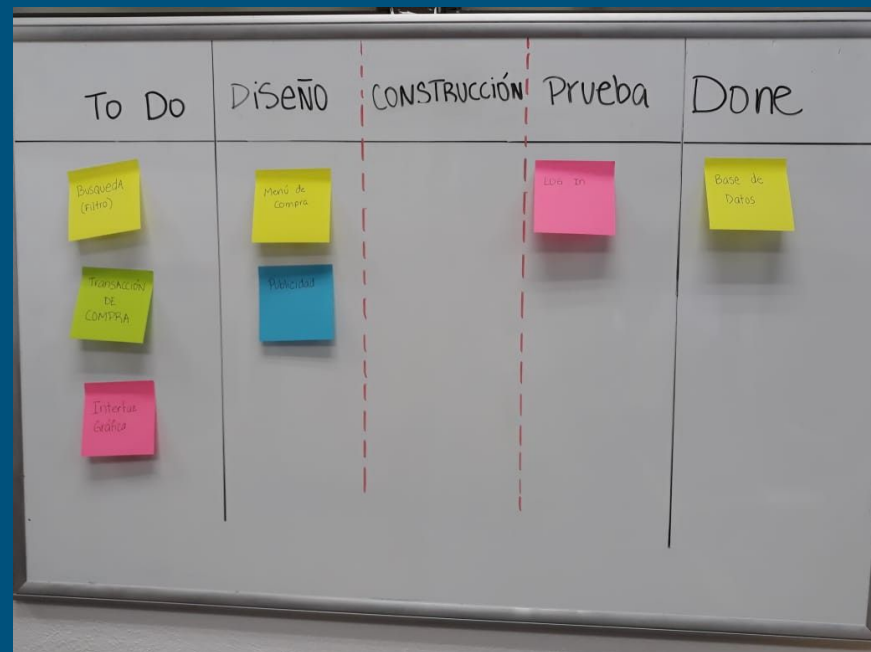 To Do
DiSEÑO
CONSTRUCCIÓN
Prueba
Done
BúsquedA
(Filtro)
TransAcción
DE
COMPRA
Interfaz
Gráfica
Menú de
Compra
Publicidad
LOG In
Base de
Datos